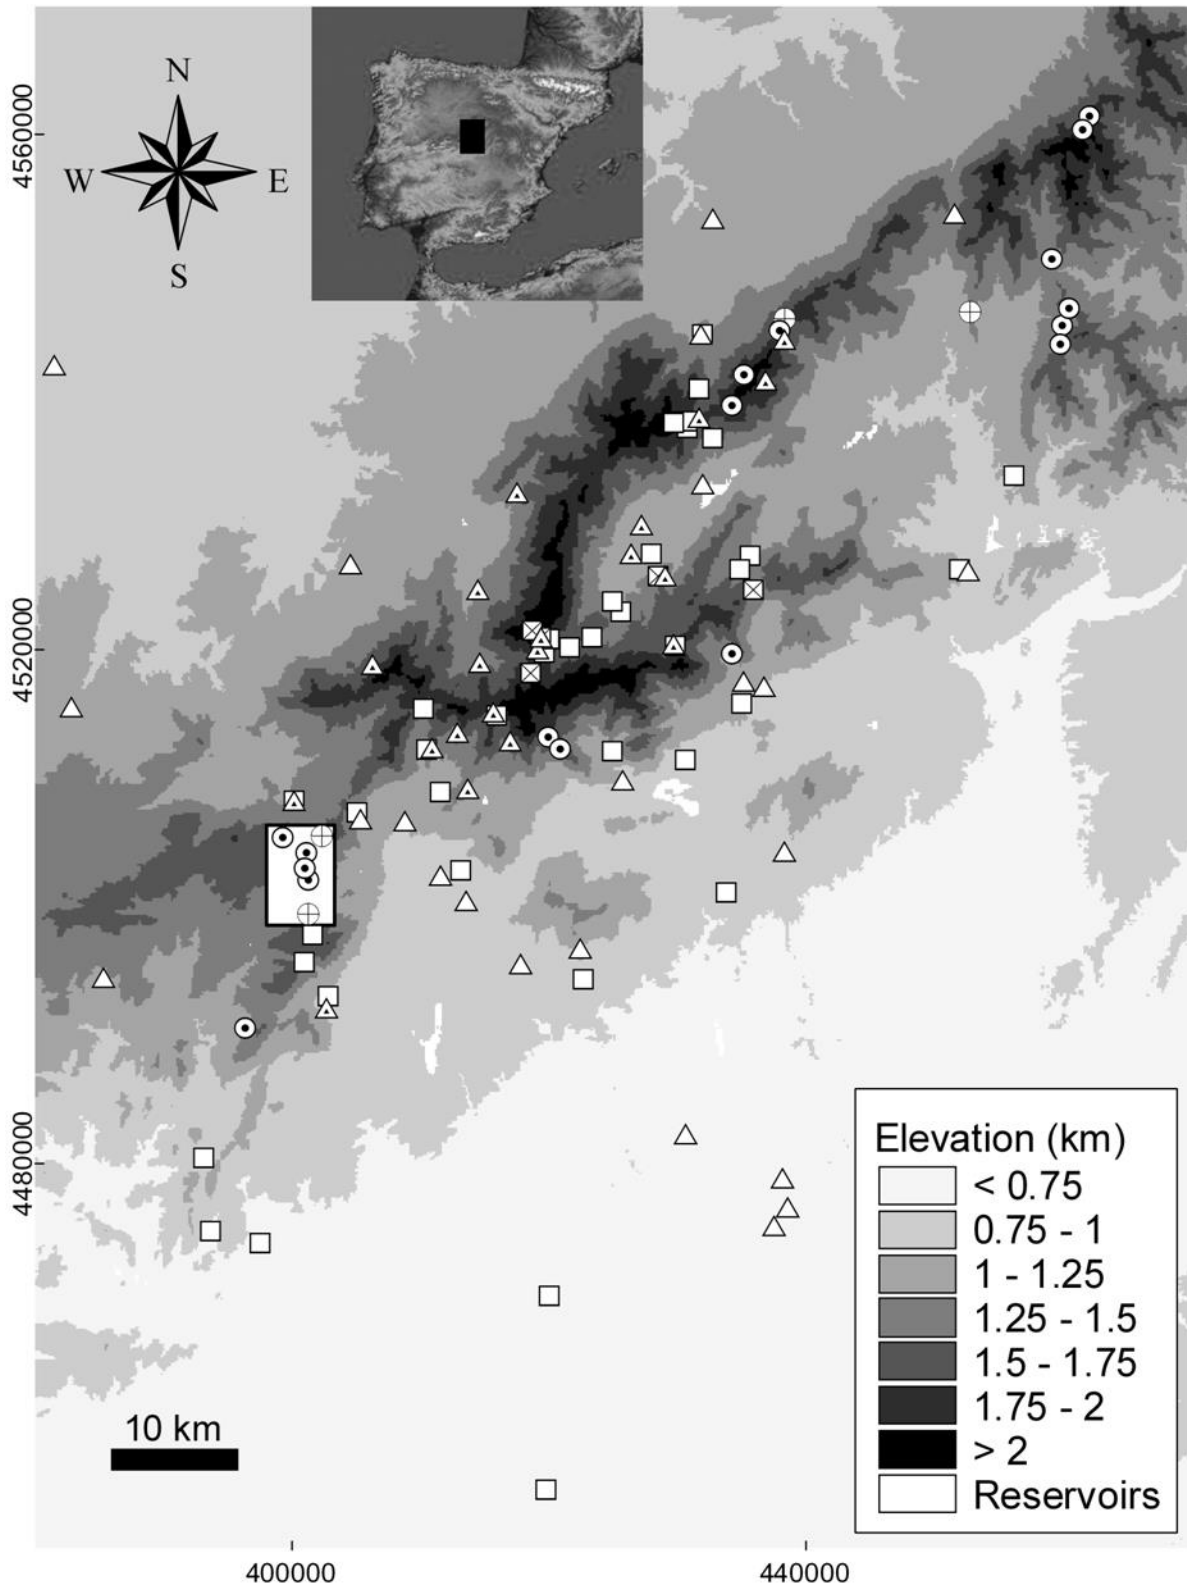 N
W
E
S
4560000
4520000
4480000
Elevation (km)
< 0.75
0.75 - 1
1 - 1.25
1.25 - 1.5
1.5 - 1.75
1.75 - 2
> 2
Reservoirs
10 km
400000
440000